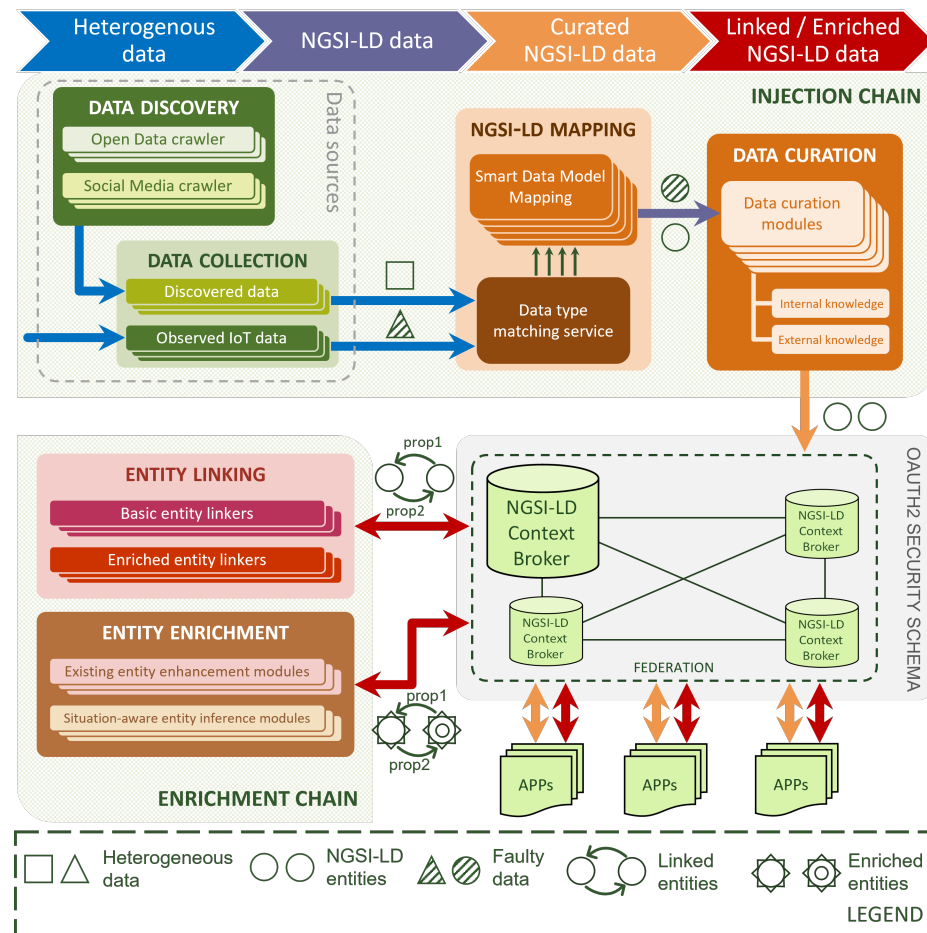 Heterogenous
data
NGSI-LD data
Curated
NGSI-LD data
Linked / Enriched
NGSI-LD data
INJECTION CHAIN
DATA DISCOVERY
Open Data crawler
Social Media crawler
Data sources
DATA COLLECTION
Discovered data
Observed IoT data
NGSI-LD MAPPING
Smart Data Model
Mapping
Data type
matching service
DATA CURATION
Data curation
modules
Internal knowledge
External knowledge
ENTITY LINKING
Basic entity linkers
Enriched entity linkers
prop1
prop2
ENTITY ENRICHMENT
Existing entity enhancement modules
Situation-aware entity inference modules
prop1
prop2
ENRICHMENT CHAIN
NGSI-LD
Context
Broker
NGSI-LD
Context
Broker
NGSI-LD
Context
Broker
NGSI-LD
Context
Broker
FEDERATION
OAUTH2 SECURITY SCHEMA
APPs
APPs
APPs
Heterogeneous
data
NGSI-LD
entities
Faulty
data
Linked
entities
Enriched
entities
LEGEND